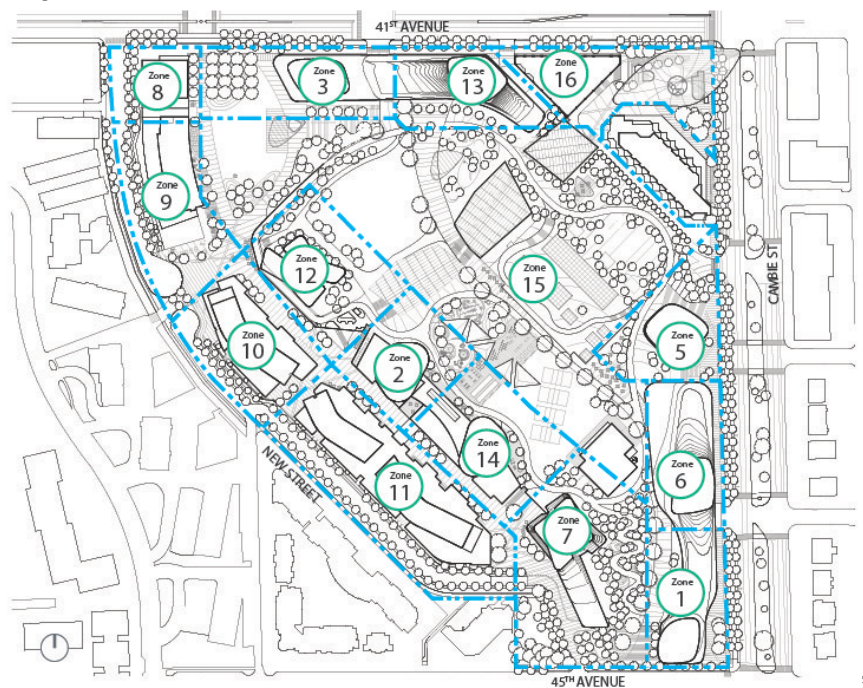 41ST AVENUE
Zone
8
Zone
3
Zone
13
Zone
16
Zone
9
Zone
12
Zone
15
CAMBIE ST
Zone
10
Zone
2
Zone
5
Zone
14
Zone
11
Zone
6
NEW STREET
Zone
7
Zone
1
45TH AVENUE